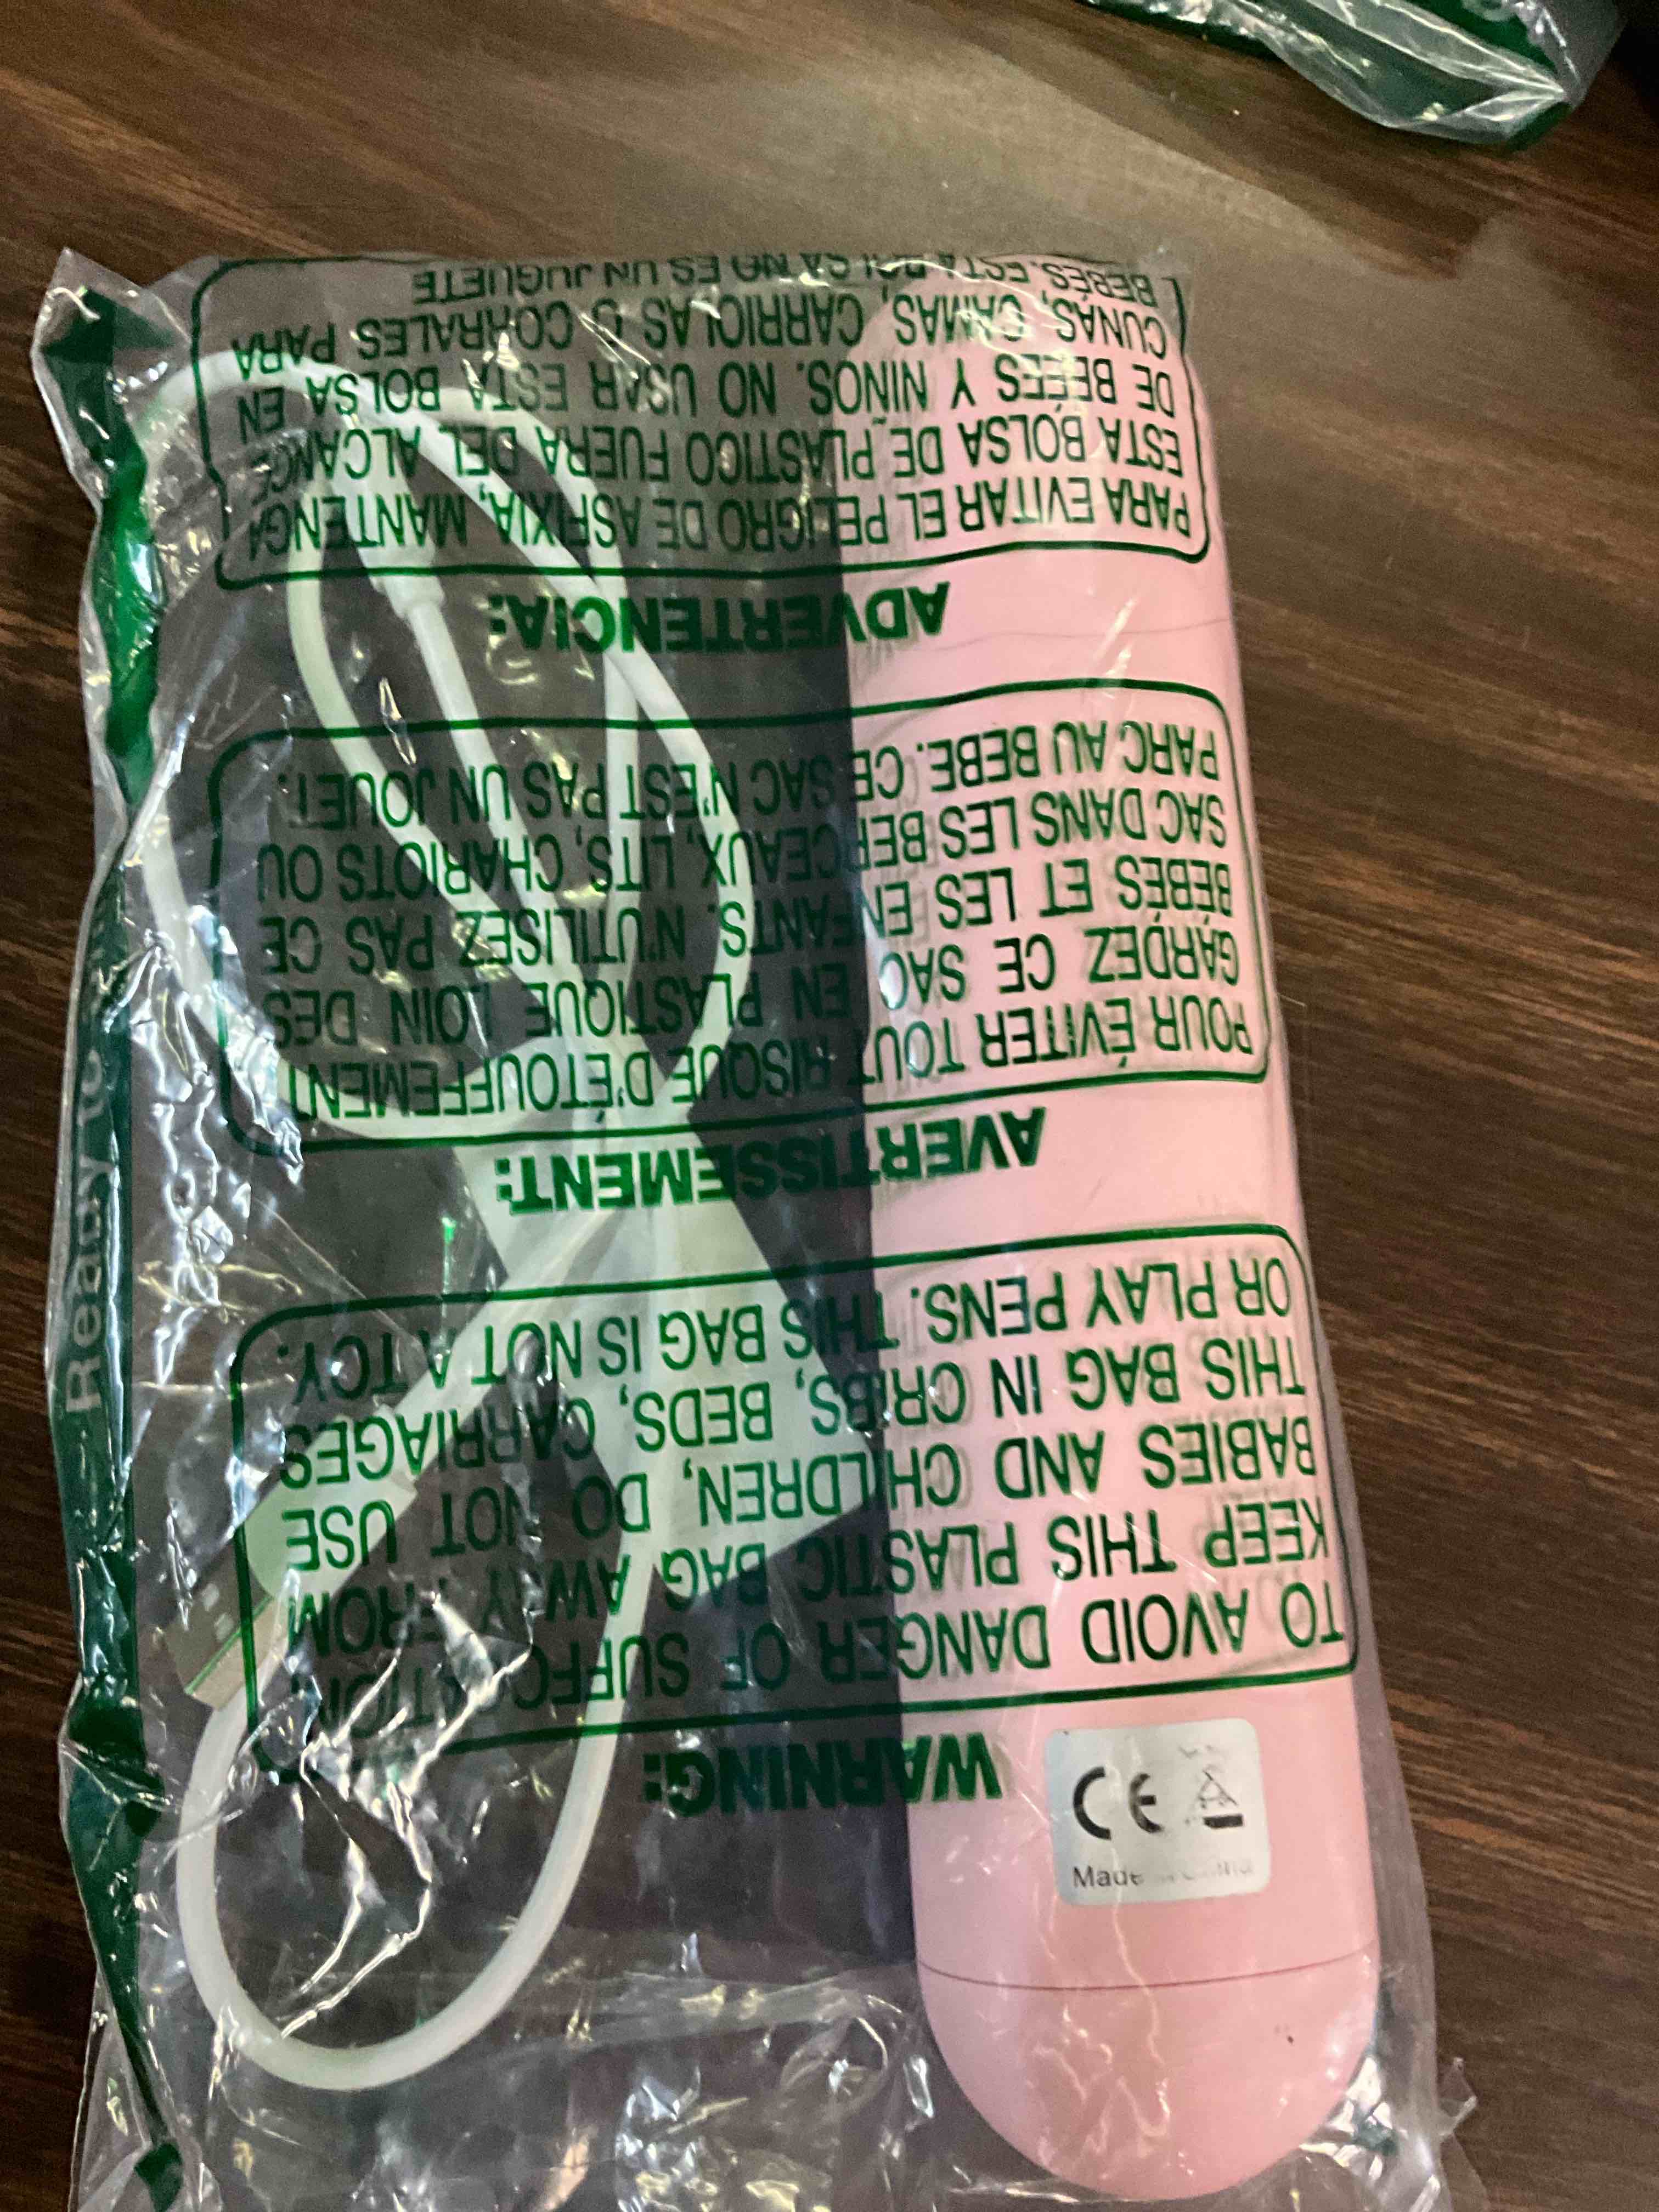 WARNING:
TO AVOID DANGER OF SUFFOCATION,
KEEP THIS PLASTIC BAG AWAY FROM
BABIES AND CHILDREN, DO NOT USE
THIS BAG IN CRIBS, BEDS, CARRIAGES
OR PLAY PENS. THIS BAG IS NOT A TOY.
AVERTISSEMENT:
POUR ÉVITER TOUT RISQUE D'ÉTOUFFEMENT
GARDEZ CE SAC EN PLASTIQUE LOIN DES
BÉBÉS ET LES ENFANTS. N'UTILISEZ PAS CE
SAC DANS LES BERCEAUX, LITS, CHARIOTS OU
PARC AU BEBE. CE SAC N'EST PAS UN JOUET.
ADVERTENCIA:
PARA EVITAR EL PELIGRO DE ASFIXIA, MANTENGA
ESTA BOLSA DE PLASTICO FUERA DEL ALCANCE
DE BEÉES Y NIÑOS. NO USAR ESTA BOLSA EN
CUNAS, CAMAS, CARRIOLAS O CORRALES PARA
BEBÉS. ESTA BOLSA NO ES UN JUGUETE
CE
Made in China
Ready to